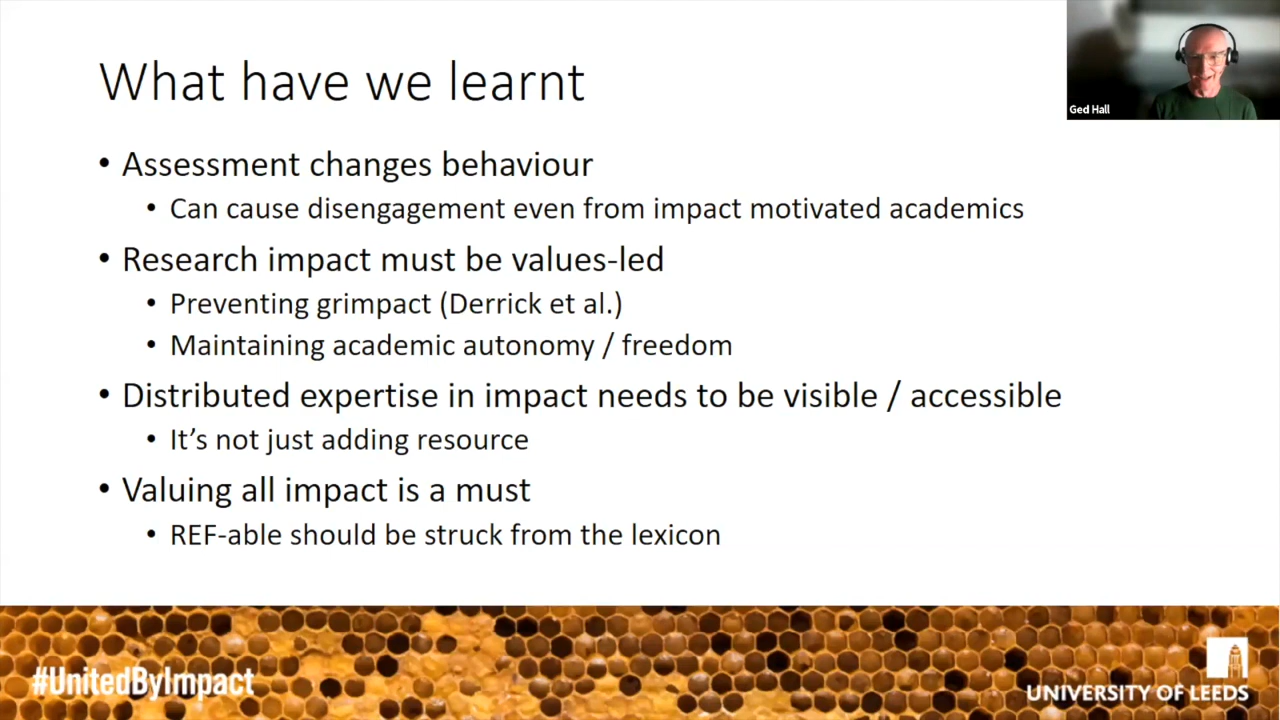 What have we learnt
Ged Hall
• Assessment changes behaviour
• Can cause disengagement even from impact motivated academics
• Research impact must be values-led
• Preventing grimpact (Derrick et al.)
• Maintaining academic autonomy / freedom
• Distributed expertise in impact needs to be visible / accessible
• It’s not just adding resource
• Valuing all impact is a must
• REF-able should be struck from the lexicon
#UnitedByImpact
UNIVERSITY OF LEEDS